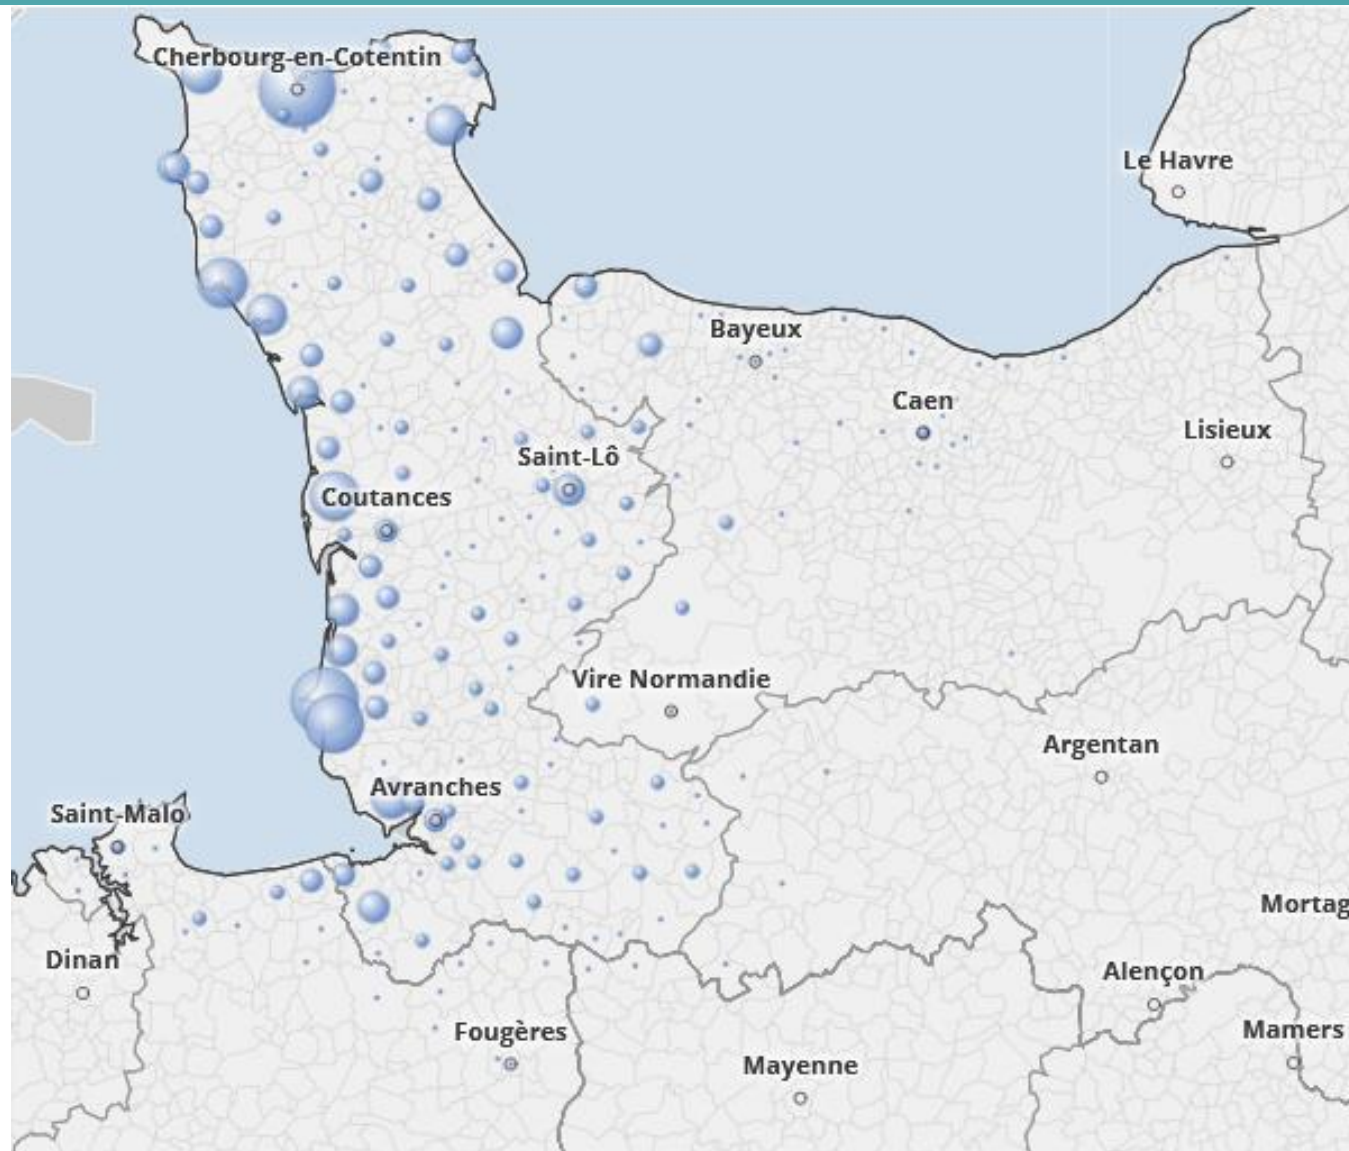 Cherbourg-en-Cotentin
Le Havre
Bayeux
Caen
Lisieux
Saint-Lô
Coutances
Vire Normandie
Argentan
Avranches
Saint-Malo
Mortag
Dinan
Alençon
Fougères
Mamers
Mayenne